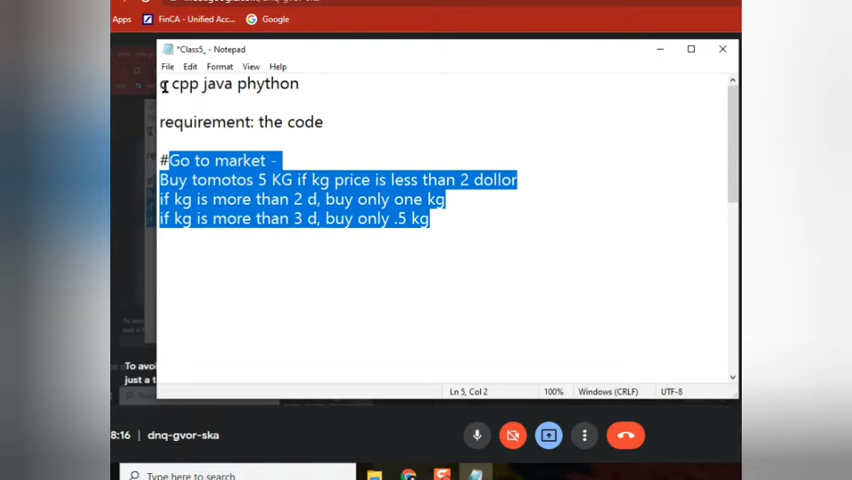 Apps FinCA - Unified Acc... Google
*Class5_ - Notepad
File Edit Format View Help
c cpp java phython
requirement: the code
#Go to market -
Buy tomotos 5 KG if kg price is less than 2 dollor
if kg is more than 2 d, buy only one kg
if kg is more than 3 d, buy only .5 kg
To avoi
just a t
Ln 5, Col 2 100% Windows (CRLF) UTF-8
8:16 dnq-gvor-ska
Type here to search